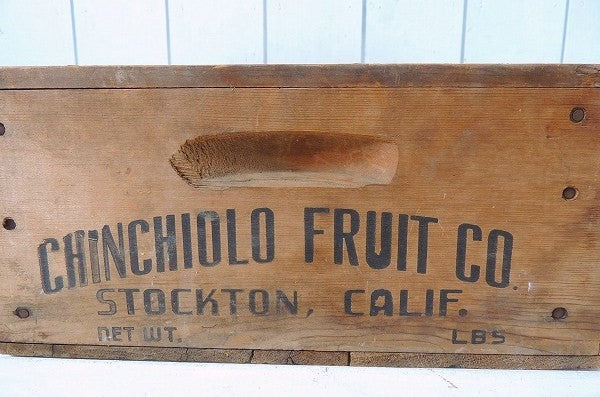 CHINCHIOLO FRUIT CO.
STOCKTON, CALIF.
NET WT. LBS